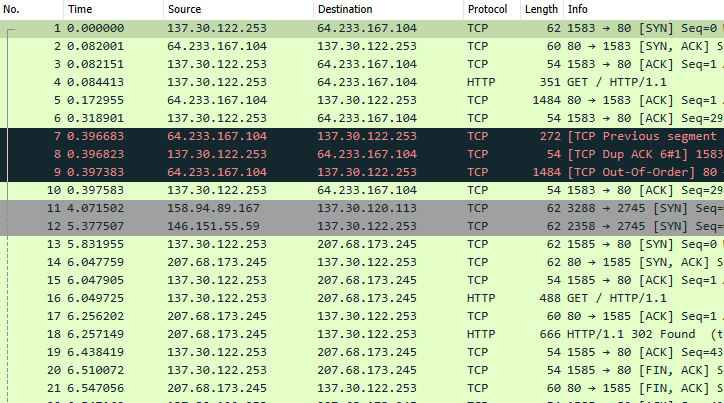 No. Time Source Destination Protocol Length Info
1 0.000000 137.30.122.253 64.233.167.104 TCP 62 1583 → 80 [SYN] Seq=0
2 0.082001 64.233.167.104 137.30.122.253 TCP 60 80 → 1583 [SYN, ACK]
3 0.082151 137.30.122.253 64.233.167.104 TCP 54 1583 → 80 [ACK] Seq=1
4 0.084413 137.30.122.253 64.233.167.104 HTTP 351 GET / HTTP/1.1
5 0.172955 64.233.167.104 137.30.122.253 TCP 1484 80 → 1583 [ACK] Seq=1
6 0.318901 137.30.122.253 64.233.167.104 TCP 54 1583 → 80 [ACK] Seq=29
7 0.396683 64.233.167.104 137.30.122.253 TCP 272 [TCP Previous segment
8 0.396823 137.30.122.253 64.233.167.104 TCP 54 [TCP Dup ACK 6#1] 1583
9 0.397383 64.233.167.104 137.30.122.253 TCP 1484 [TCP Out-Of-Order] 80
10 0.397583 137.30.122.253 64.233.167.104 TCP 54 1583 → 80 [ACK] Seq=29
11 4.071502 158.94.89.167 137.30.120.113 TCP 62 3288 → 2745 [SYN] Seq=
12 5.377507 146.151.55.59 137.30.122.253 TCP 62 2358 → 2745 [SYN] Seq=
13 5.831955 137.30.122.253 207.68.173.245 TCP 62 1585 → 80 [SYN] Seq=0
14 6.047759 207.68.173.245 137.30.122.253 TCP 62 80 → 1585 [SYN, ACK]
15 6.047905 137.30.122.253 207.68.173.245 TCP 54 1585 → 80 [ACK] Seq=1
16 6.049725 137.30.122.253 207.68.173.245 HTTP 488 GET / HTTP/1.1
17 6.256202 207.68.173.245 137.30.122.253 TCP 60 80 → 1585 [ACK] Seq=1
18 6.257149 207.68.173.245 137.30.122.253 HTTP 666 HTTP/1.1 302 Found (t
19 6.438419 137.30.122.253 207.68.173.245 TCP 54 1585 → 80 [ACK] Seq=43
20 6.510072 137.30.122.253 207.68.173.245 TCP 54 1585 → 80 [FIN, ACK]
21 6.547056 207.68.173.245 137.30.122.253 TCP 60 80 → 1585 [FIN, ACK]